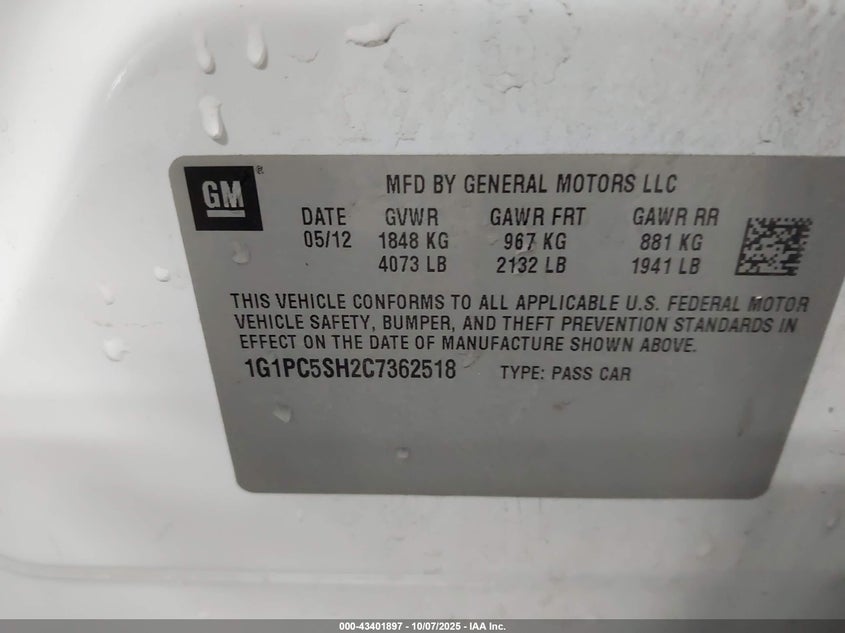 GM®
MFD BY GENERAL MOTORS LLC
DATE GVWR GAWR FRT GAWR RR
05/12 1848 KG 967 KG 881 KG
4073 LB 2132 LB 1941 LB
THIS VEHICLE CONFORMS TO ALL APPLICABLE U.S. FEDERAL MOTOR
VEHICLE SAFETY, BUMPER, AND THEFT PREVENTION STANDARDS IN
EFFECT ON THE DATE OF MANUFACTURE SHOWN ABOVE.
1G1PC5SH2C7362518 TYPE: PASS CAR
000-43401897 - 10/07/2025 - IAA Inc.